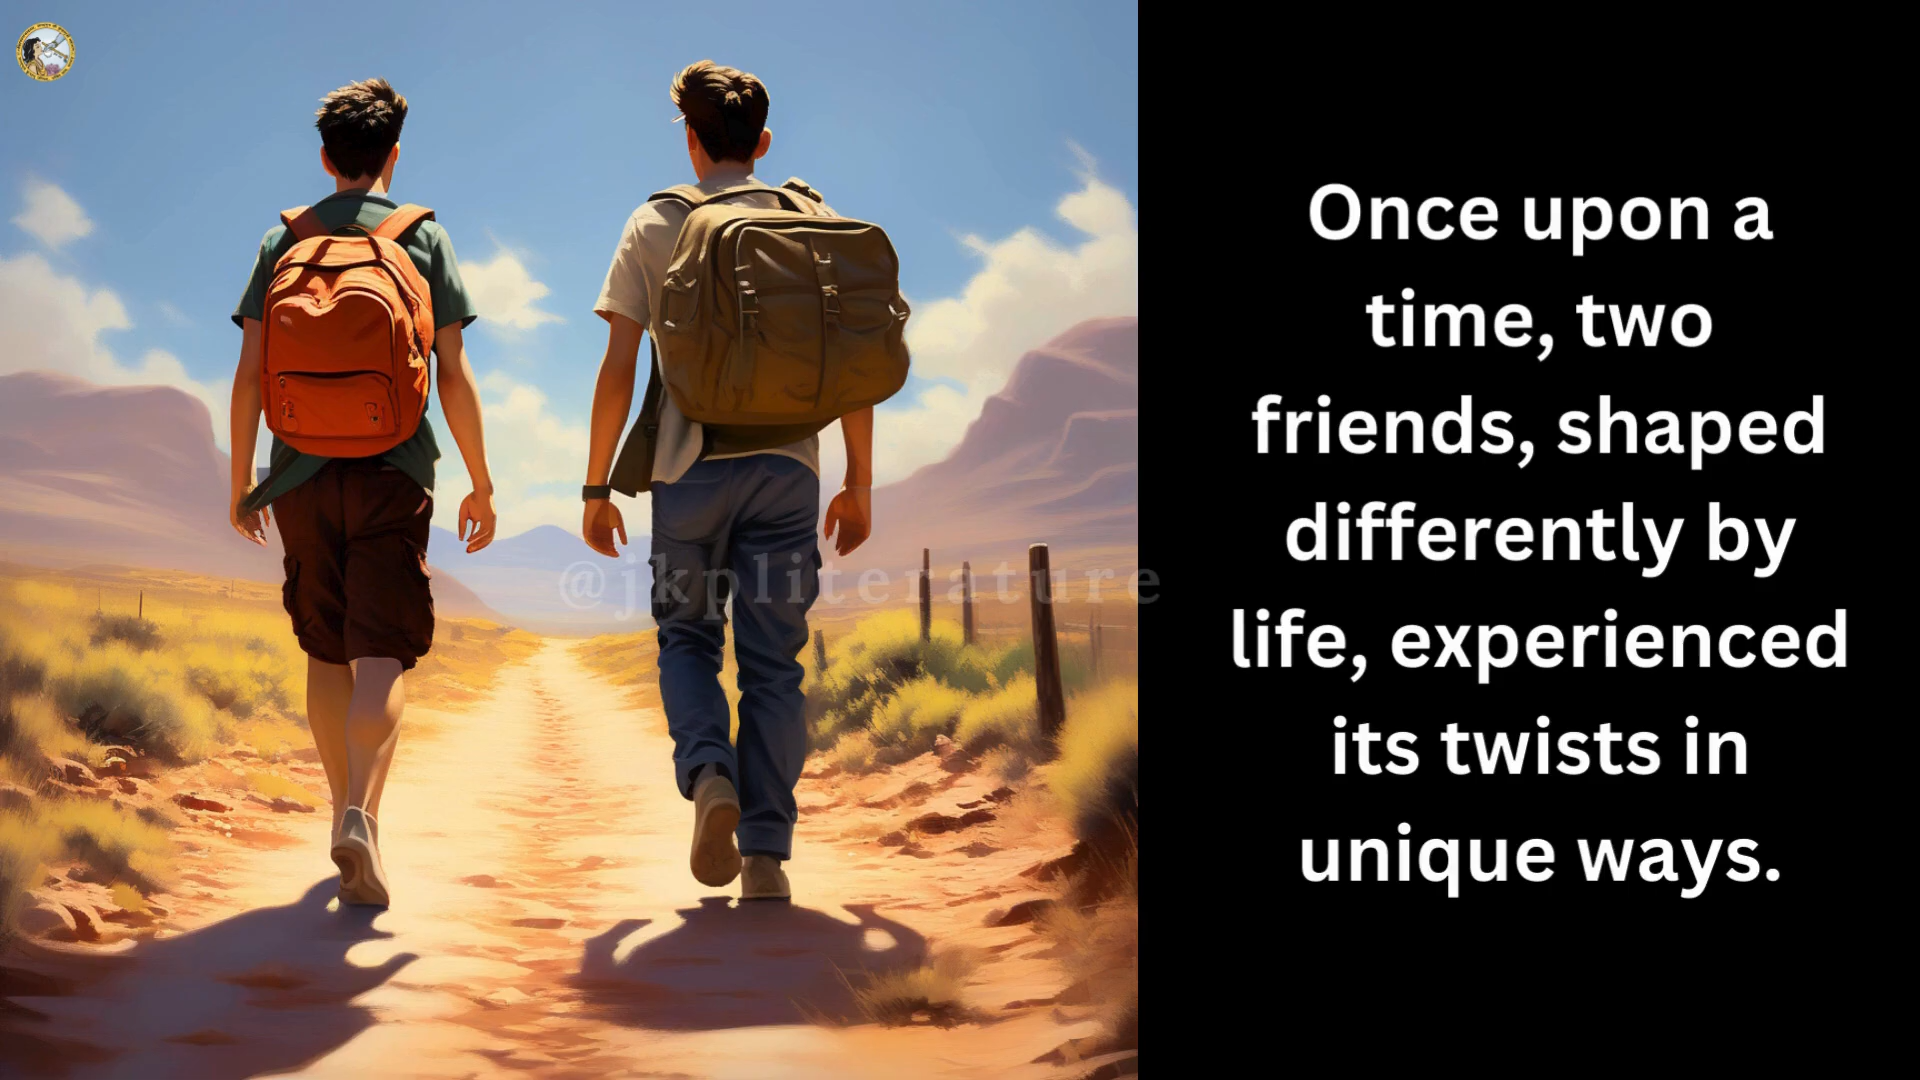 Once upon a
time, two
friends, shaped
differently by
life, experienced
its twists in
unique ways.
@jkpliterature